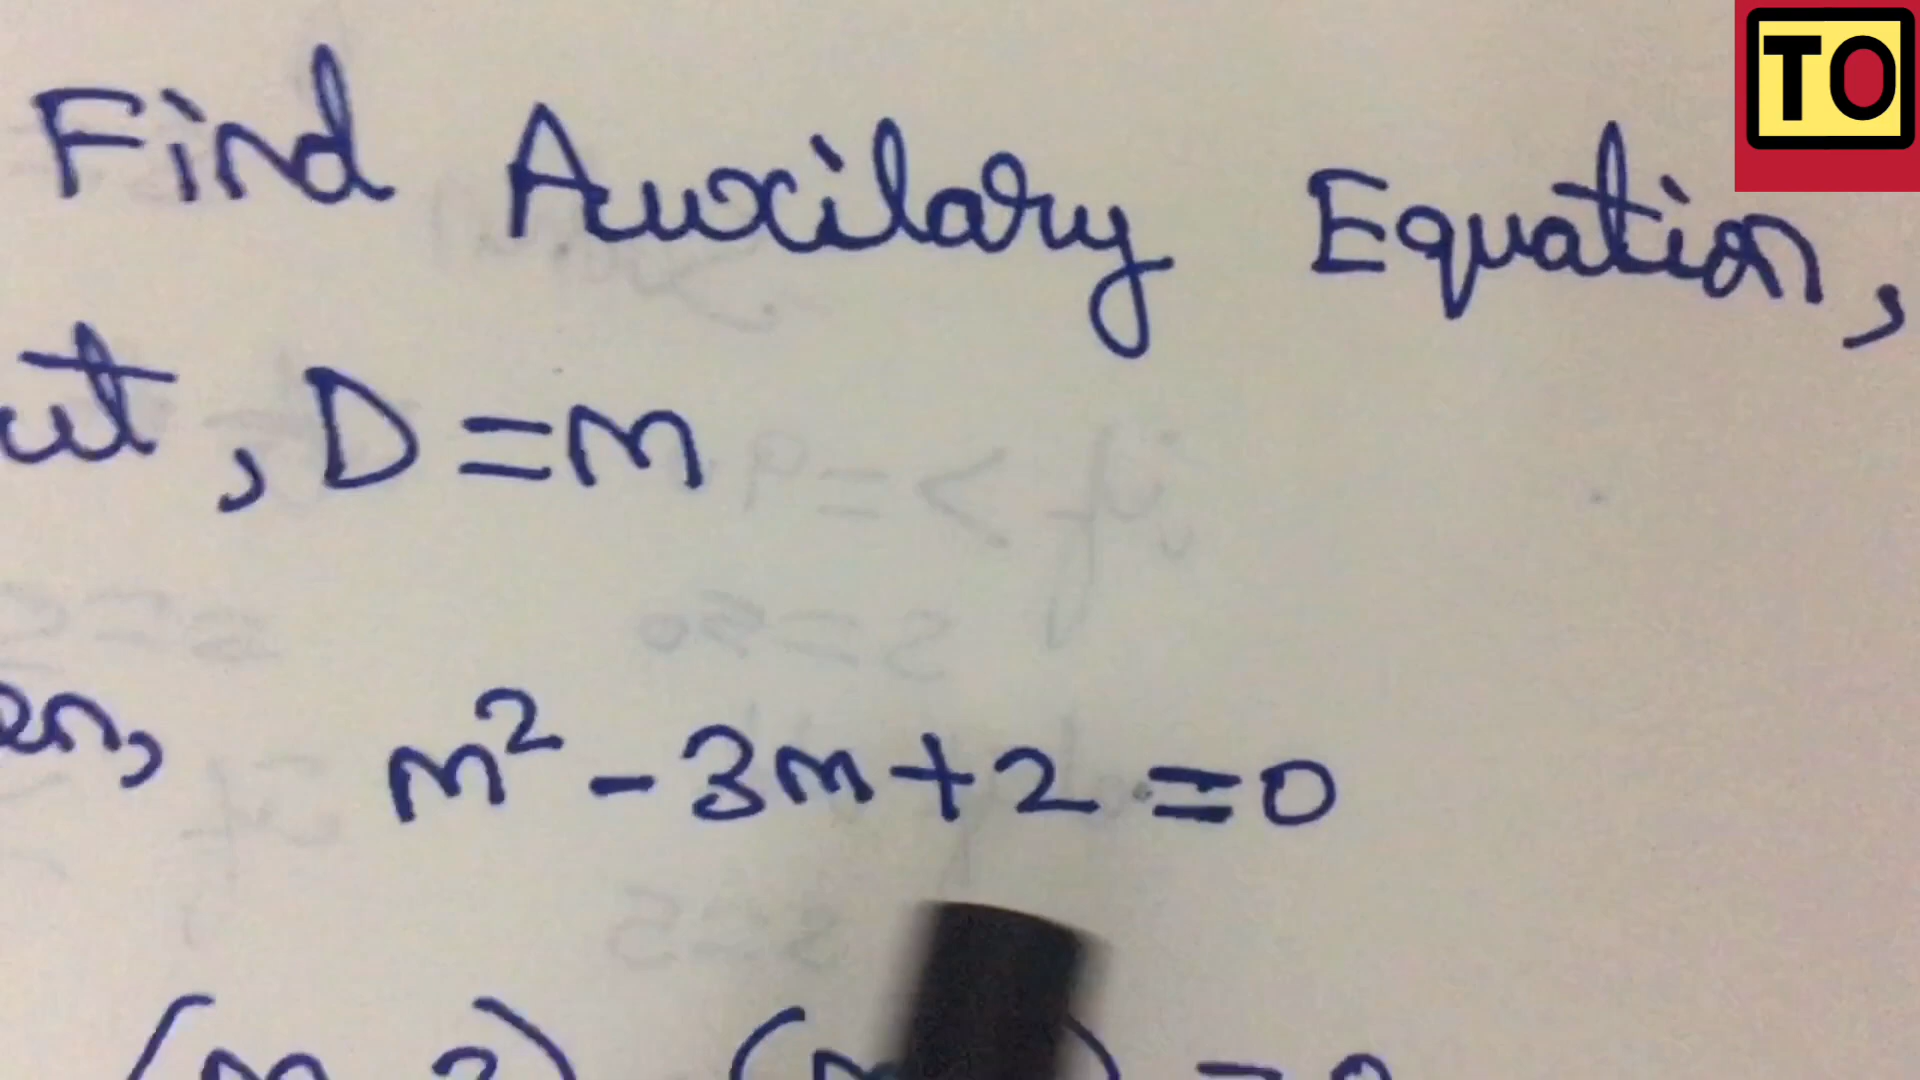 TO
Find Auxilary Equation,
ut, D=m
en, m² - 3m + 2 = 0